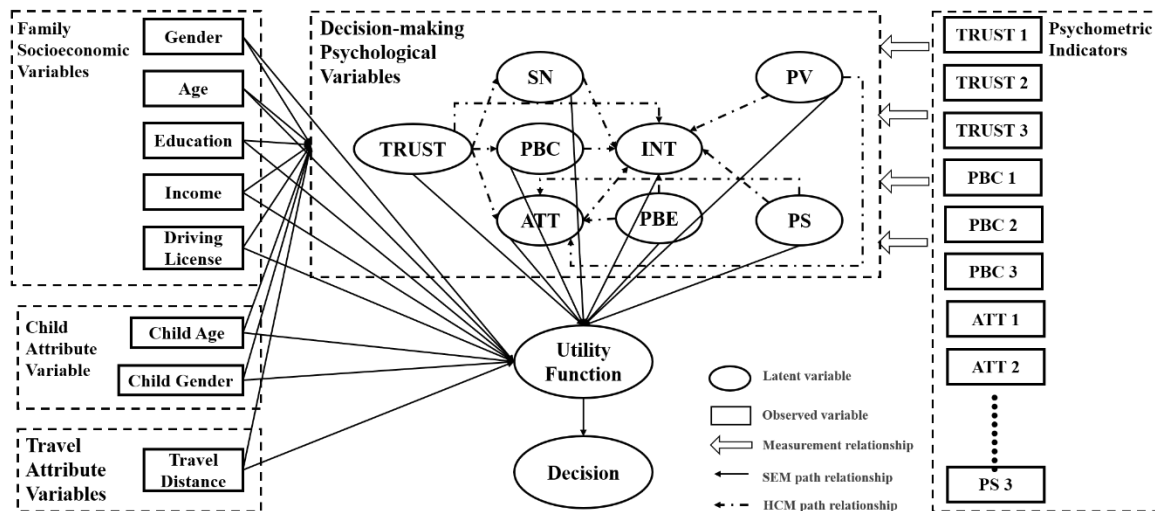 Family
Socioeconomic
Variables
Gender
Age
Education
Income
Driving
License
Child
Attribute
Variable
Child Age
Child Gender
Travel
Attribute
Variables
Travel
Distance
Decision-making
Psychological
Variables
SN
PV
TRUST
PBC
INT
ATT
PBE
PS
Utility
Function
Decision
Latent variable
Observed variable
Measurement relationship
SEM path relationship
HCM path relationship
Psychometric
Indicators
TRUST 1
TRUST 2
TRUST 3
PBC 1
PBC 2
PBC 3
ATT 1
ATT 2
PS 3